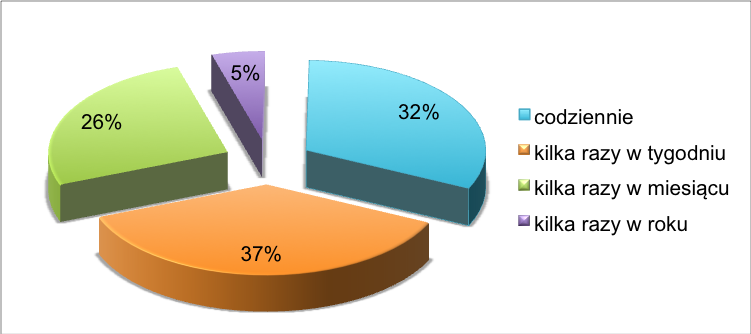 5%
32%
26%
37%
codziennie
kilka razy w tygodniu
kilka razy w miesiącu
kilka razy w roku